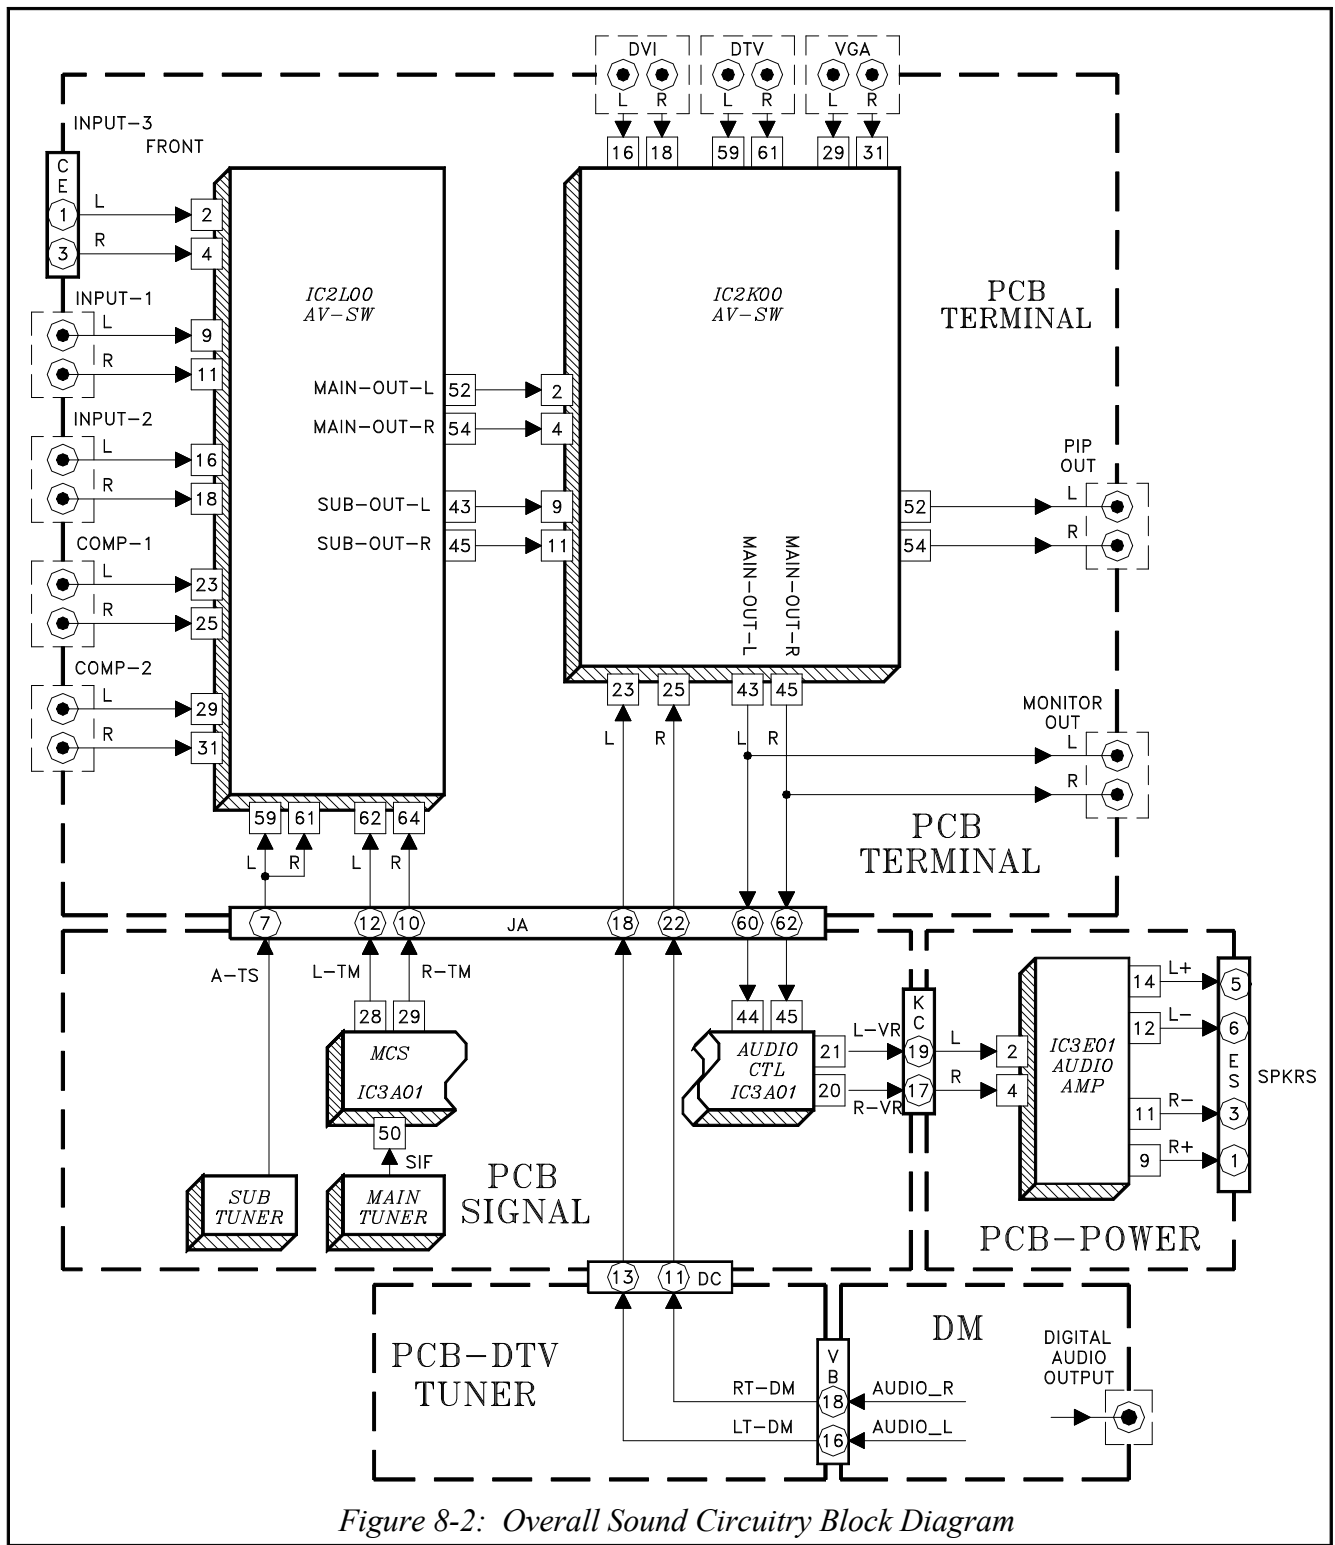 DVI
DTV
VGA
L
R
L
R
L
R
16
18
59
61
29
31
INPUT-3
FRONT
C
E
1
L
2
3
R
4
INPUT-1
L
9
R
11
INPUT-2
L
16
R
18
COMP-1
L
23
R
25
COMP-2
L
29
R
31
IC2L00
AV-SW
MAIN-OUT-L
52
2
MAIN-OUT-R
54
4
SUB-OUT-L
43
9
SUB-OUT-R
45
11
IC2K00
AV-SW
PCB
TERMINAL
MAIN-OUT-L
MAIN-OUT-R
PIP
OUT
52
L
54
R
23
25
43
45
L
R
L
R
MONITOR
OUT
L
R
PCB
TERMINAL
59
61
62
64
L
R
L
R
7
12
10
JA
18
22
60
62
A-TS
L-TM
R-TM
28
29
MCS
IC3A01
50
SIF
SUB
TUNER
MAIN
TUNER
PCB
SIGNAL
44
45
AUDIO
CTL
IC3A01
21
L-VR
20
R-VR
K
C
19
L
2
17
R
4
IC3E01
AUDIO
AMP
14
L+
5
12
L-
6
11
R-
3
9
R+
1
E
S
SPKRS
PCB-POWER
13
11
DC
PCB-DTV
TUNER
DM
V
B
RT-DM
18
AUDIO_R
LT-DM
16
AUDIO_L
DIGITAL
AUDIO
OUTPUT
Figure 8-2: Overall Sound Circuitry Block Diagram